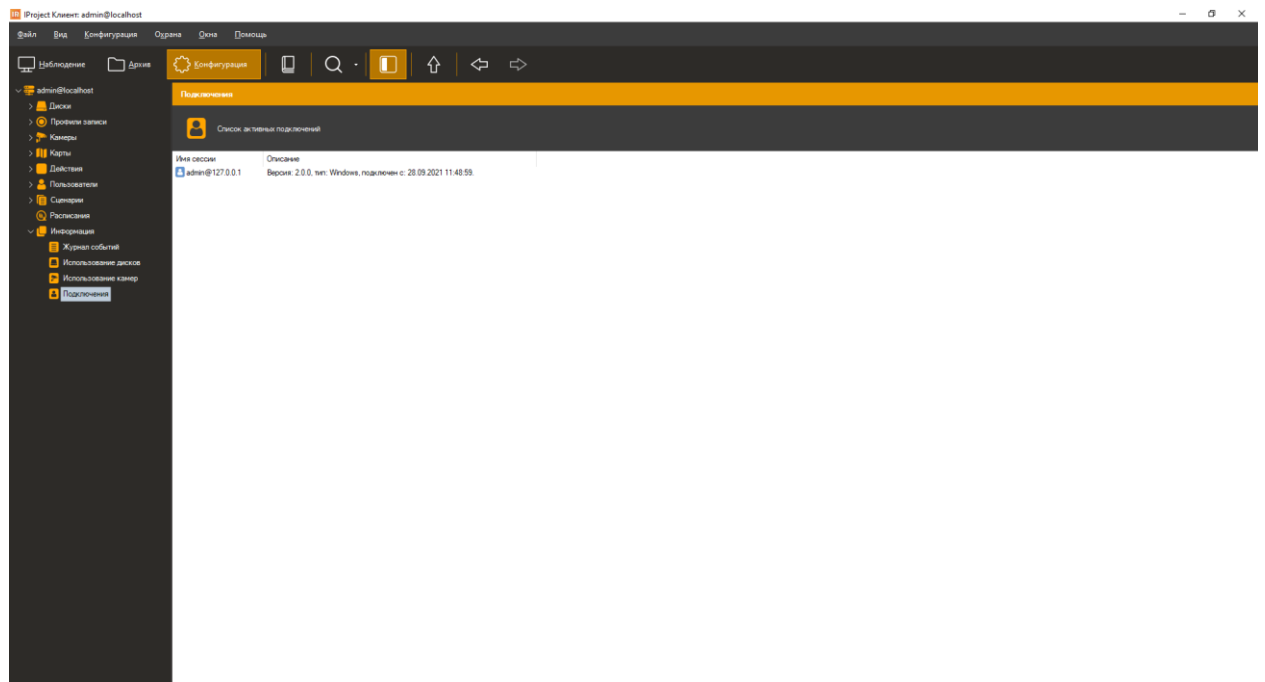 IProject Клиент: admin@localhost
Файл Вид Конфигурация Охрана Окна Помощь
Наблюдение Архив Конфигурация
admin@localhost
Диски
Профили записи
Камеры
Карты
Действия
Пользователи
Сценарии
Расписания
Информация
Журнал событий
Использование дисков
Использование камер
Подключения
Подключения
Список активных подключений
Имя сессии Описание
admin@127.0.0.1 Версия: 2.0.0, тип: Windows, подключен с: 28.09.2021 11:48:59.